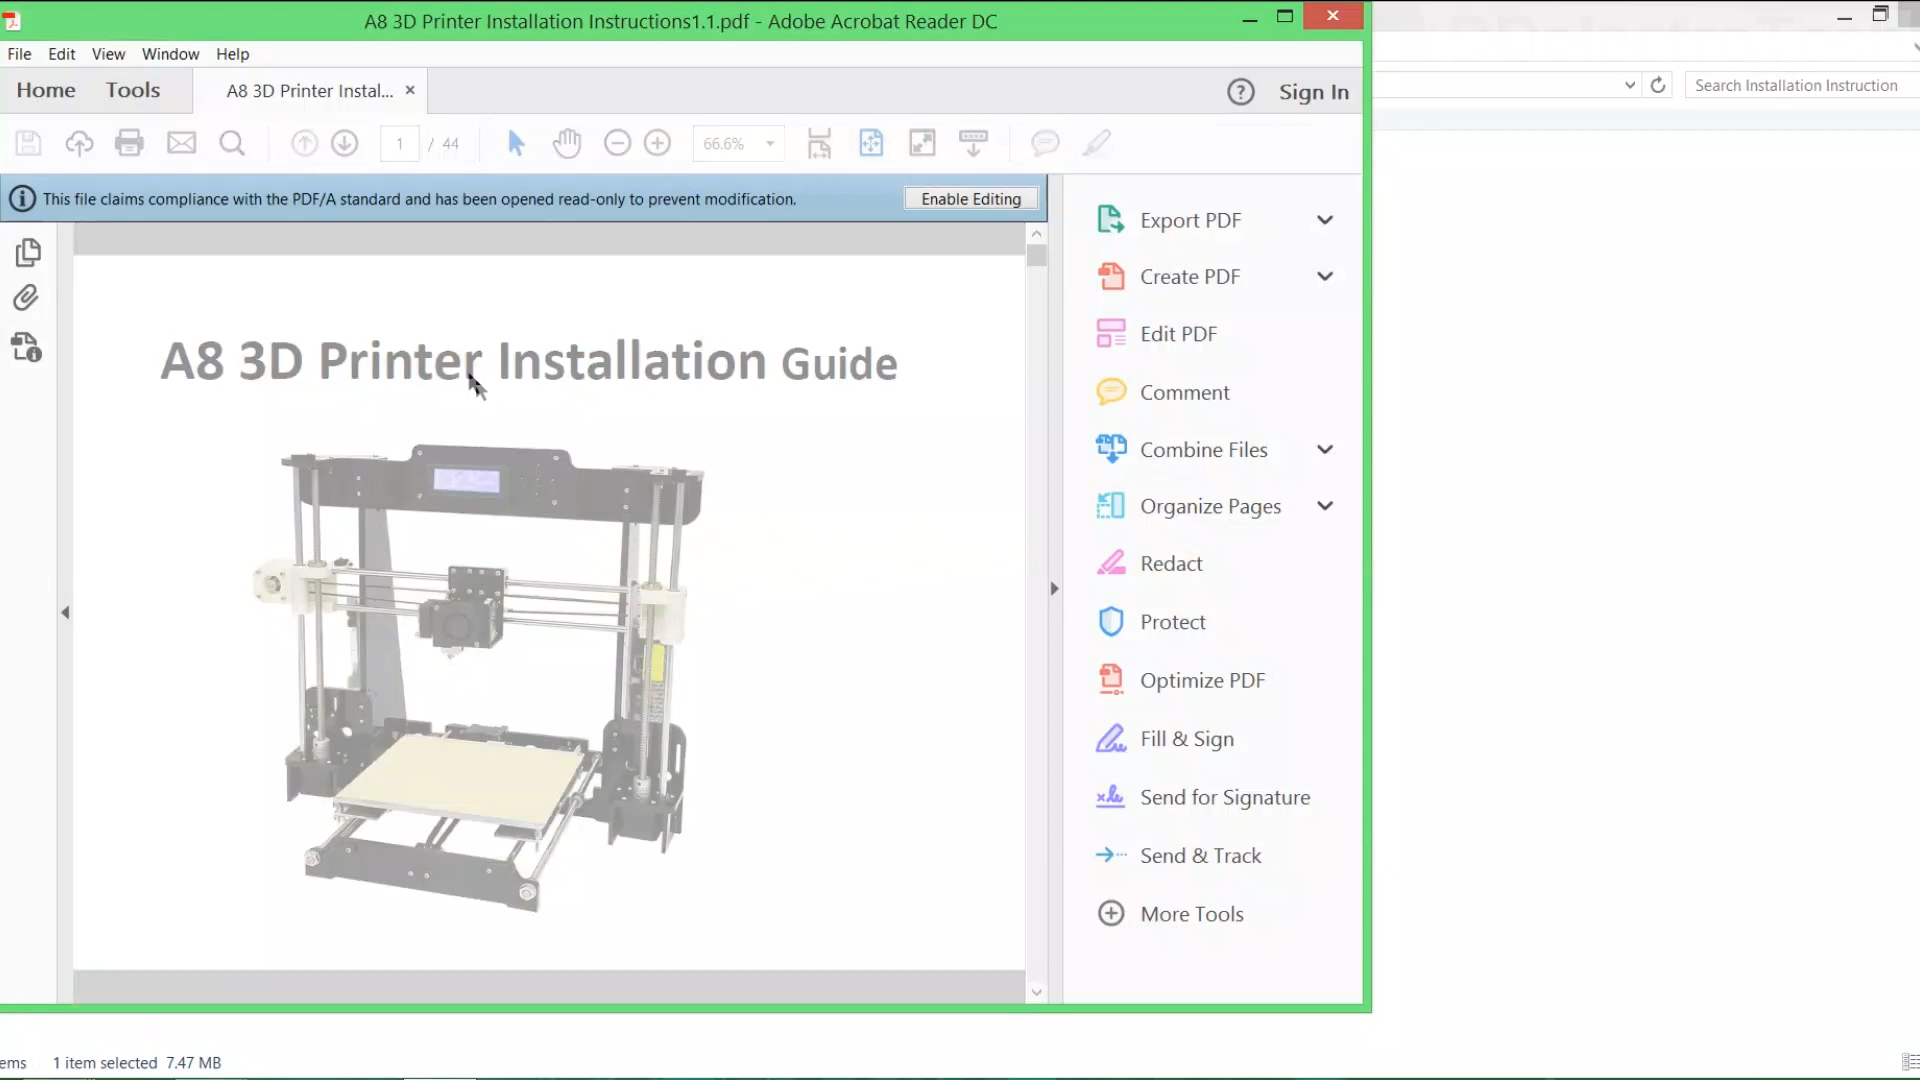 A8 3D Printer Installation Instructions1.1.pdf - Adobe Acrobat Reader DC
File Edit View Window Help
Home Tools A8 3D Printer Instal... Sign In
Search Installation Instruction
1 / 44 66.6%
This file claims compliance with the PDF/A standard and has been opened read-only to prevent modification. Enable Editing
A8 3D Printer Installation Guide
Export PDF
Create PDF
Edit PDF
Comment
Combine Files
Organize Pages
Redact
Protect
Optimize PDF
Fill & Sign
Send for Signature
Send & Track
More Tools
ems 1 item selected 7.47 MB